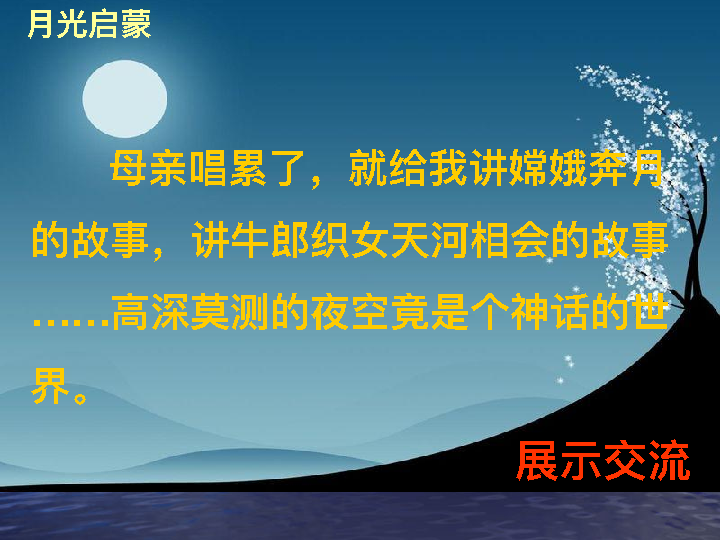 月光启蒙
母亲唱累了，就给我讲嫦娥奔月
的故事，讲牛郎织女天河相会的故事
……高深莫测的夜空竟是个神话的世
界。
展示交流